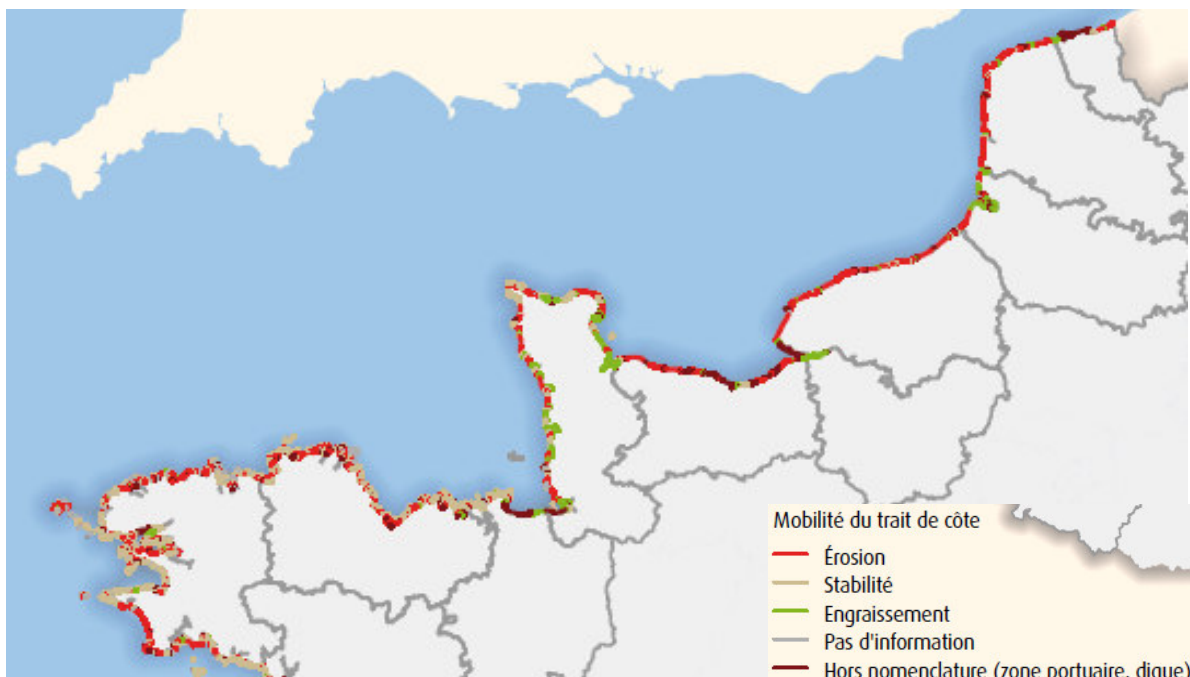 Mobilité du trait de côte
Érosion
Stabilité
Engraissement
Pas d'information
Hors nomenclature (zone portuaire, digue)